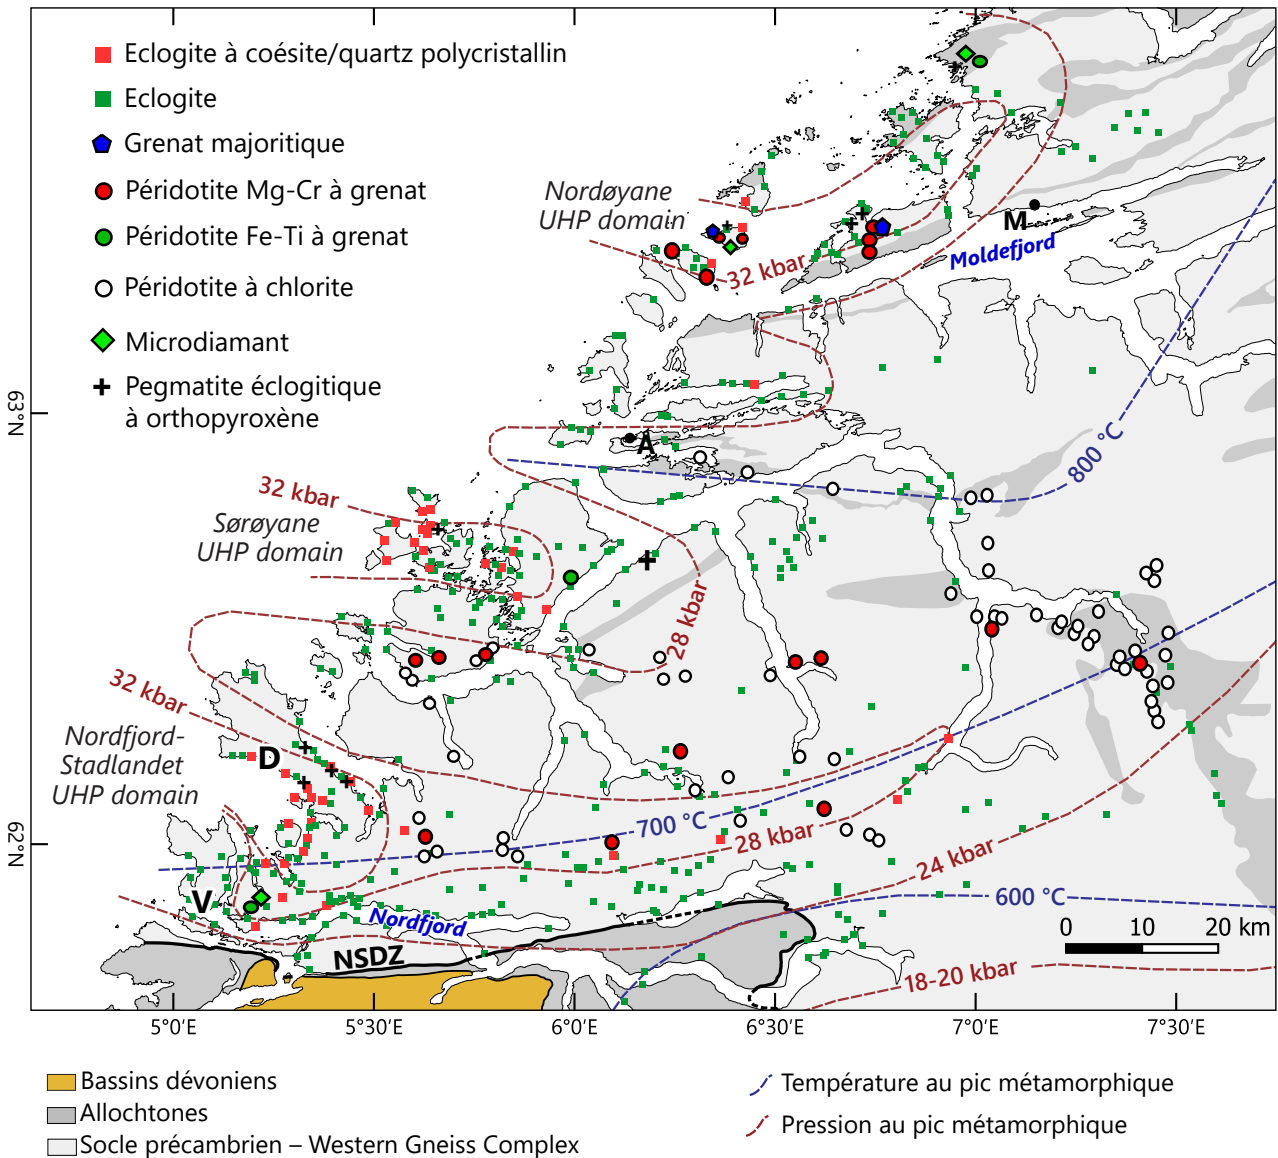 Eclogite à coésite/quartz polycristallin
Eclogite
Grenat majoritique
Péridotite Mg-Cr à grenat
Péridotite Fe-Ti à grenat
Péridotite à chlorite
Microdiamant
Pegmatite éclogitique
à orthopyroxène
Nordøyane
UHP domain
32 kbar
M
Moldefjord
63°N
Å
800 °C
32 kbar
Sørøyane
UHP domain
28 kbar
32 kbar
Nordfjord-
Stadlandet
UHP domain
D
62°N
700 °C
28 kbar
24 kbar
V
600 °C
Nordfjord
0 10 20 km
NSDZ
18-20 kbar
5°0'E 5°30'E 6°0'E 6°30'E 7°0'E 7°30'E
Bassins dévoniens
Allochtones
Socle précambrien – Western Gneiss Complex
Température au pic métamorphique
Pression au pic métamorphique